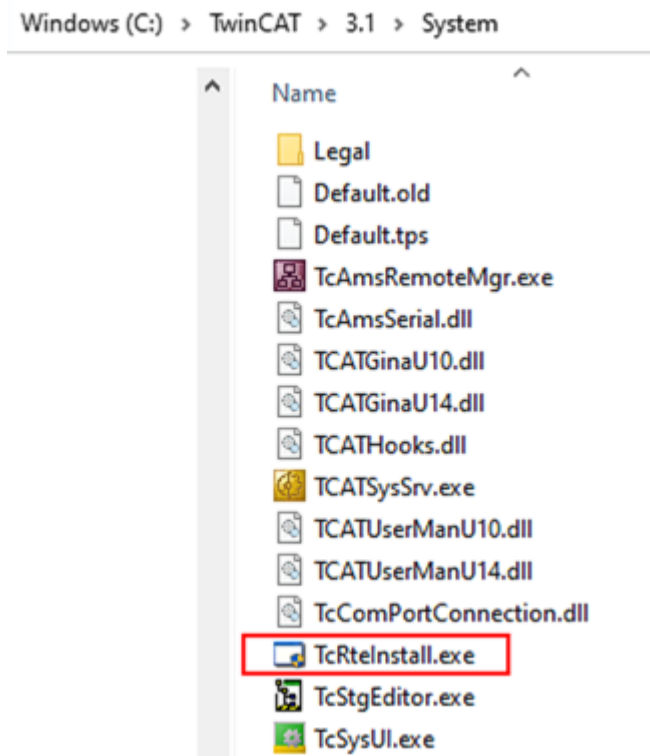 Windows (C:) > TwinCAT > 3.1 > System
Name
Legal
Default.old
Default.tps
TcAmsRemoteMgr.exe
TcAmsSerial.dll
TCATGinaU10.dll
TCATGinaU14.dll
TCATHooks.dll
TCATSysSrv.exe
TCATUserManU10.dll
TCATUserManU14.dll
TcComPortConnection.dll
TcRteInstall.exe
TcStgEditor.exe
TcSysUI.exe